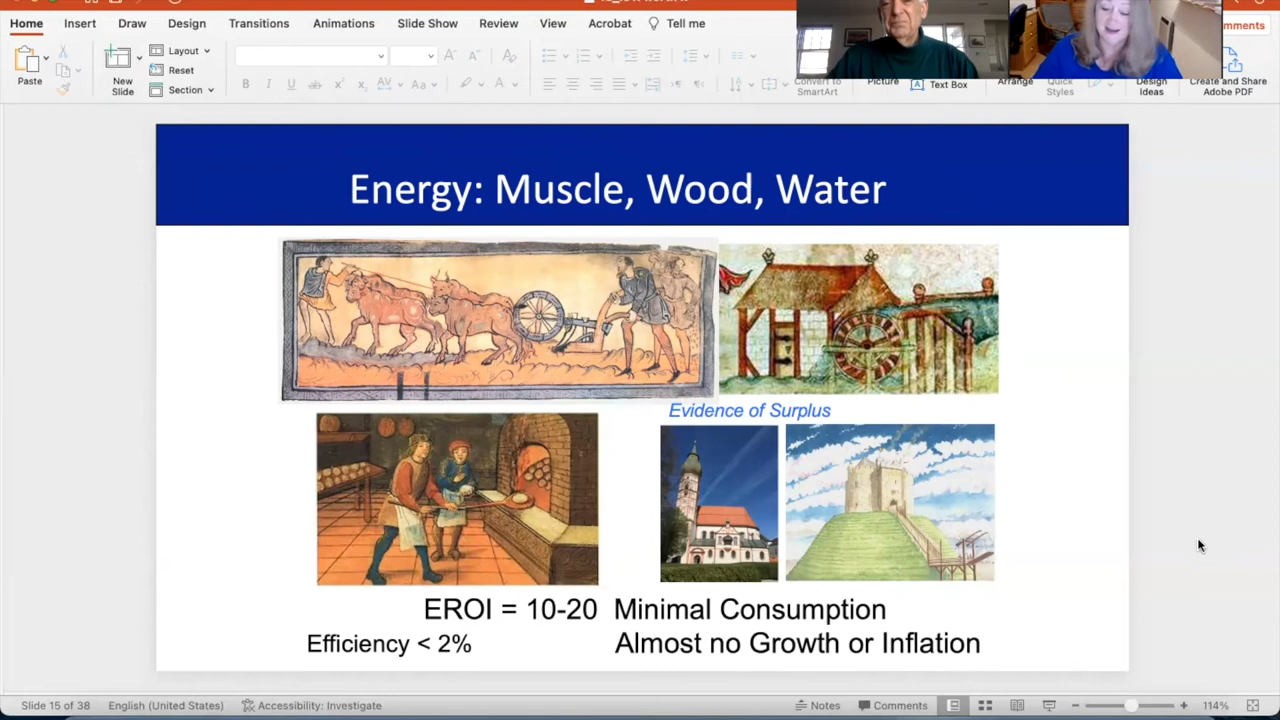 Home Insert Draw Design Transitions Animations Slide Show Review View Acrobat Tell me
Comments
Paste
New
Slide
Layout
Reset
Section
Convert to
SmartArt
Picture
Text Box
Arrange
Quick
Styles
Design
Ideas
Create and Share
Adobe PDF
Energy: Muscle, Wood, Water
Evidence of Surplus
EROI = 10-20 Minimal Consumption
Efficiency < 2% Almost no Growth or Inflation
Slide 15 of 38 English (United States) Accessibility: Investigate Notes Comments 114%